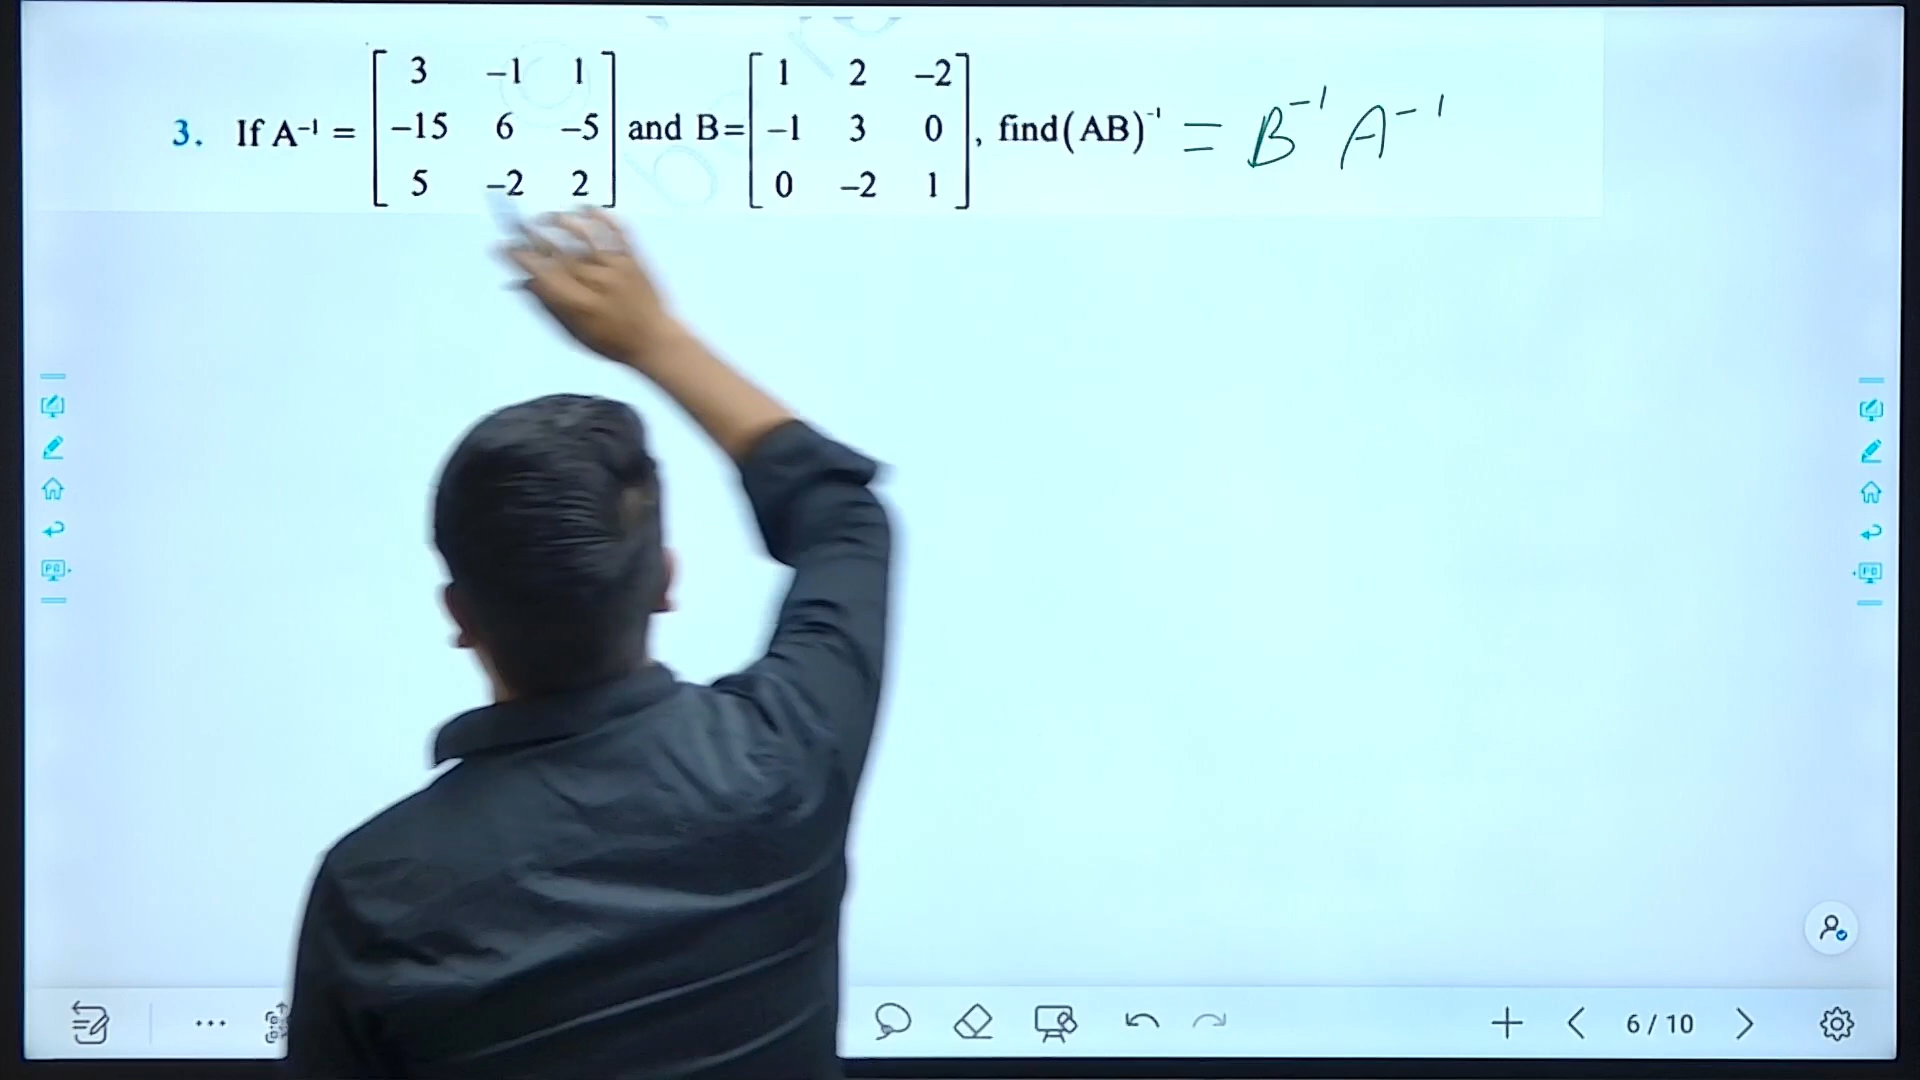 3. If A⁻¹ = [ 3 -1 1 ; -15 6 -5 ; 5 -2 2 ] and B= [ 1 2 -2 ; -1 3 0 ; 0 -2 1 ], find (AB)⁻¹ = B⁻¹ A⁻¹
6 / 10